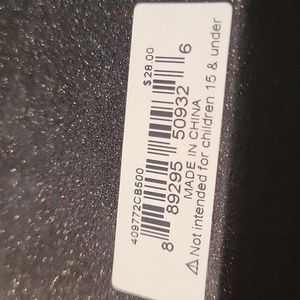 409772CB500 $28.00
8 89295 50932 6
MADE IN CHINA
⚠Not intended for children 15 & under